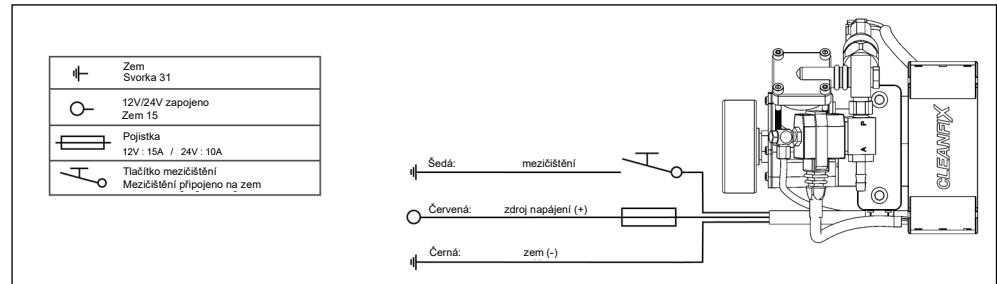 Zem
Svorka 31
12V/24V zapojeno
Zem 15
Pojistka
12V : 15A / 24V : 10A
Tlačítko mezičištění
Mezičištění připojeno na zem
Šedá: mezičištění
Červená: zdroj napájení (+)
Černá: zem (-)
P
A
CLEANFIX